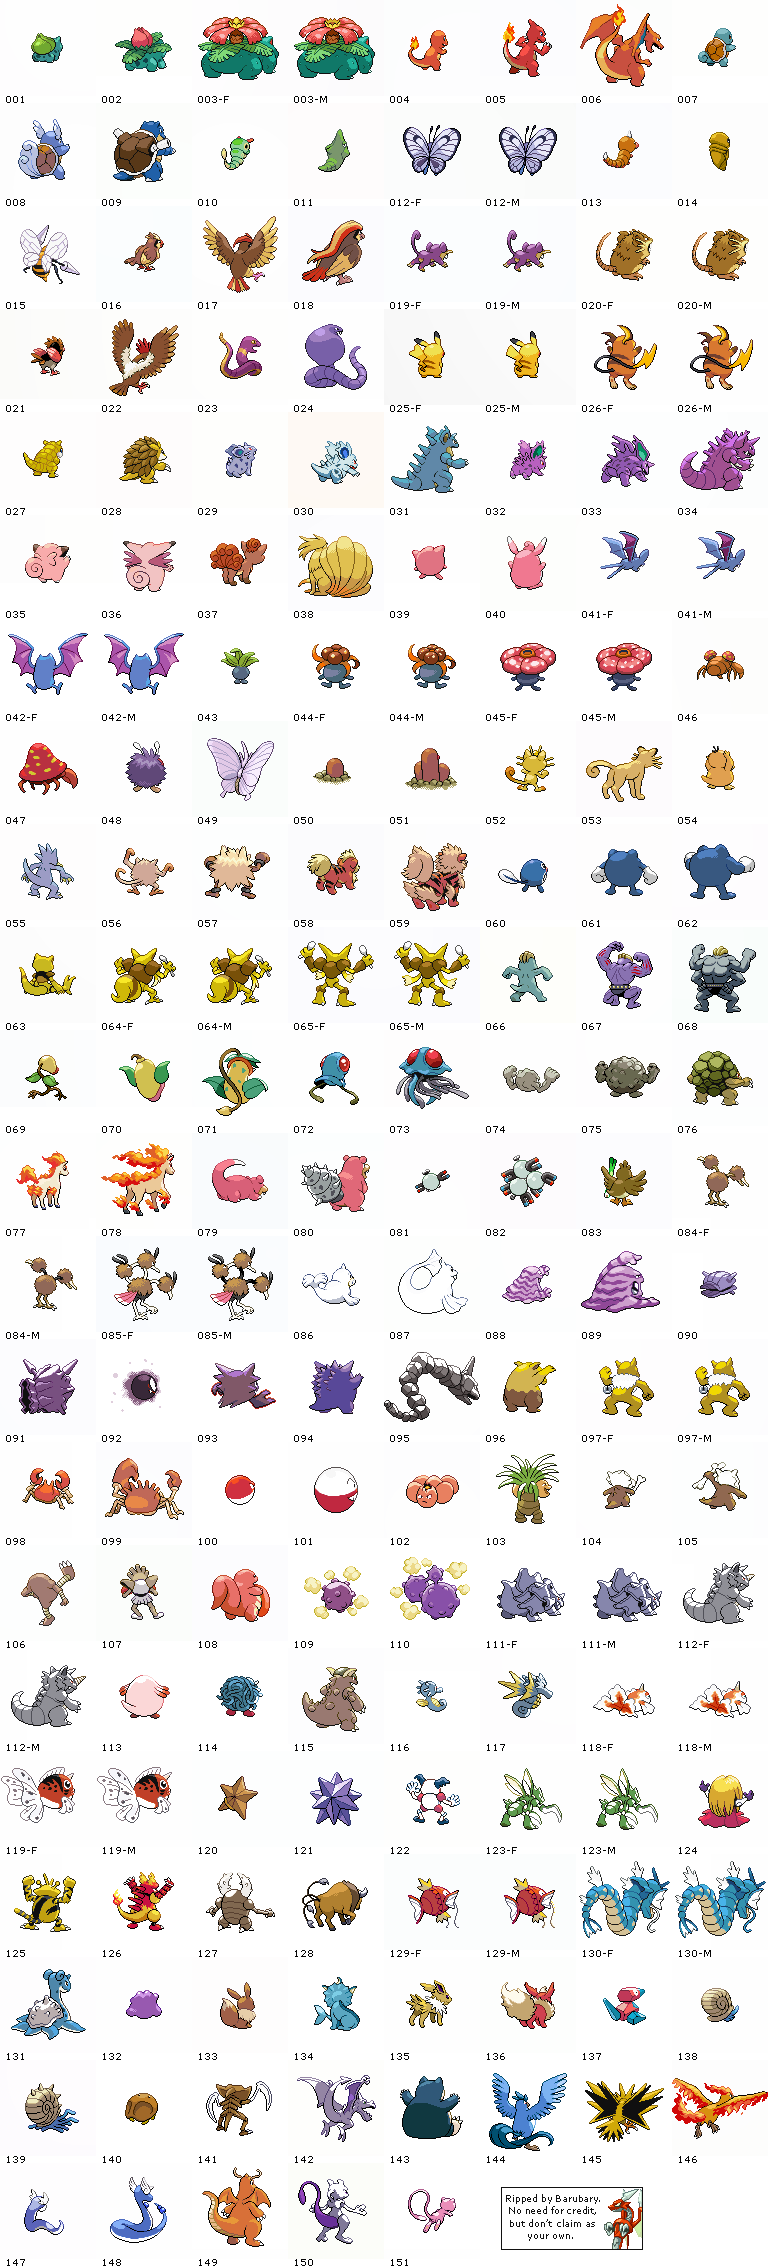 001 002 003-F 003-M 004 005 006 007
008 009 010 011 012-F 012-M 013 014
015 016 017 018 019-F 019-M 020-F 020-M
021 022 023 024 025-F 025-M 026-F 026-M
027 028 029 030 031 032 033 034
035 036 037 038 039 040 041-F 041-M
042-F 042-M 043 044-F 044-M 045-F 045-M 046
047 048 049 050 051 052 053 054
055 056 057 058 059 060 061 062
063 064-F 064-M 065-F 065-M 066 067 068
069 070 071 072 073 074 075 076
077 078 079 080 081 082 083 084-F
084-M 085-F 085-M 086 087 088 089 090
091 092 093 094 095 096 097-F 097-M
098 099 100 101 102 103 104 105
106 107 108 109 110 111-F 111-M 112-F
112-M 113 114 115 116 117 118-F 118-M
119-F 119-M 120 121 122 123-F 123-M 124
125 126 127 128 129-F 129-M 130-F 130-M
131 132 133 134 135 136 137 138
139 140 141 142 143 144 145 146
Ripped by Barubary.
No need for credit,
but don't claim as
your own.
147 148 149 150 151